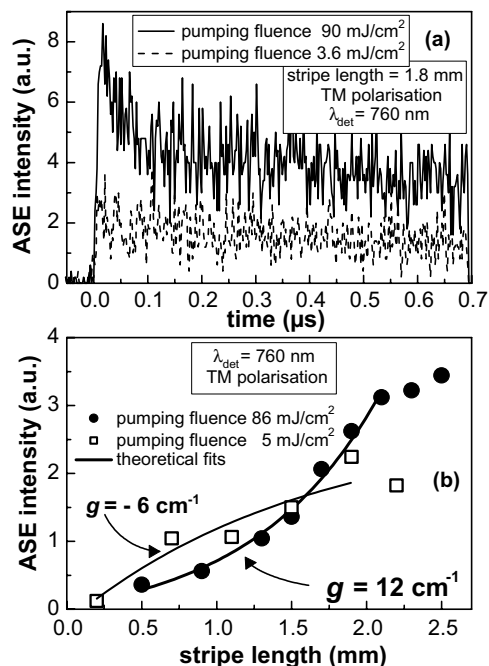 pumping fluence 90 mJ/cm²
pumping fluence 3.6 mJ/cm²
(a)
stripe length = 1.8 mm
TM polarisation
λdet = 760 nm
ASE intensity (a.u.)
8
6
4
2
0
0.0 0.1 0.2 0.3 0.4 0.5 0.6 0.7
time (µs)
λdet = 760 nm
TM polarisation
pumping fluence 86 mJ/cm²
pumping fluence 5 mJ/cm²
theoretical fits
(b)
g = - 6 cm⁻¹
g = 12 cm⁻¹
ASE intensity (a.u.)
4
3
2
1
0
0.0 0.5 1.0 1.5 2.0 2.5
stripe length (mm)